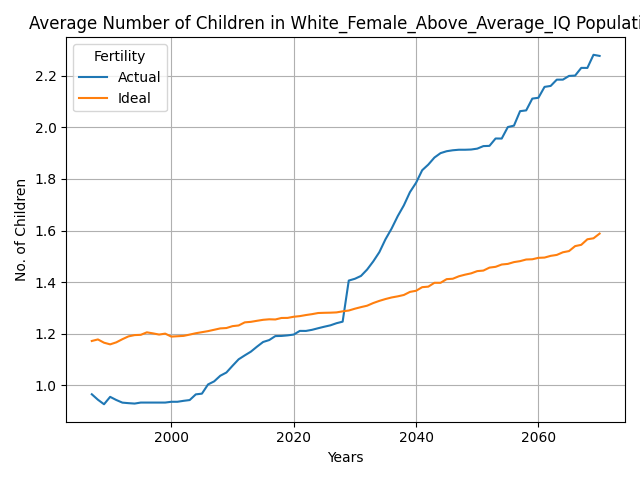 Average Number of Children in White_Female_Above_Average_IQ Populati
Fertility
Actual
Ideal
2.2
2.0
1.8
1.6
1.4
1.2
1.0
No. of Children
2000 2020 2040 2060
Years